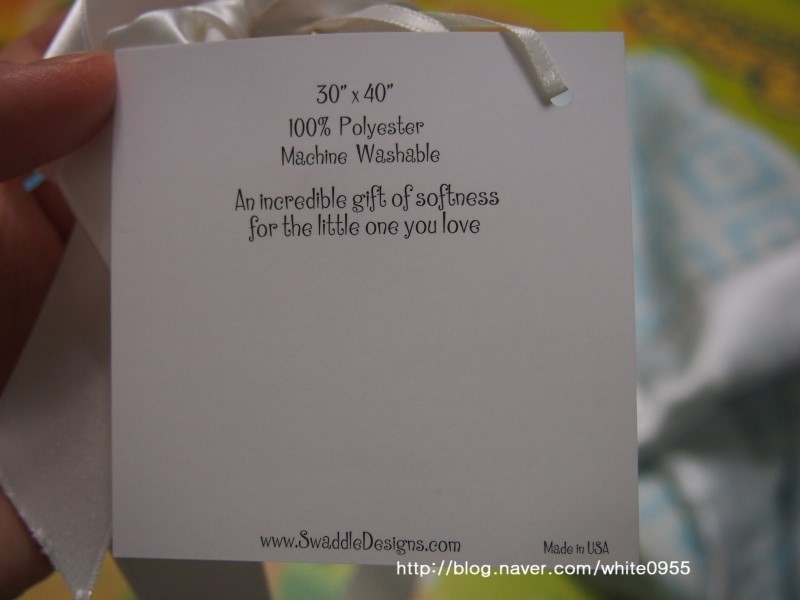 30" x 40"
100% Polyester
Machine Washable
An incredible gift of softness
for the little one you love
www.SwaddleDesigns.com
Made in USA
http://blog.naver.com/white0955